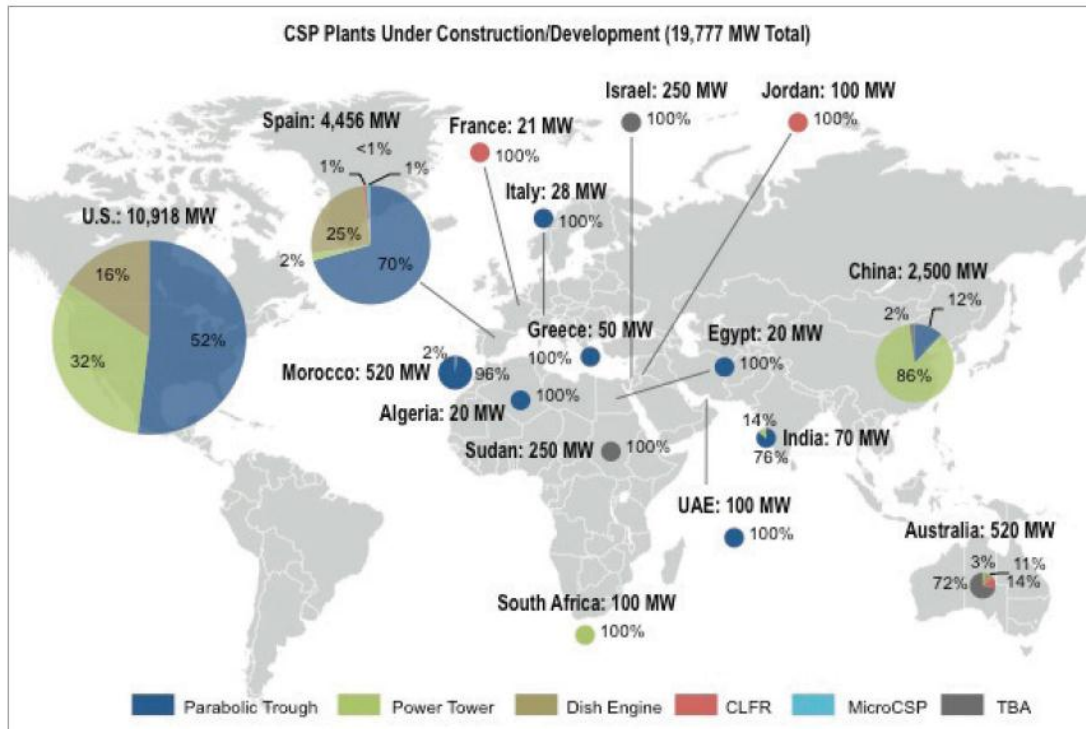 CSP Plants Under Construction/Development (19,777 MW Total)
Israel: 250 MW
100%
Jordan: 100 MW
100%
Spain: 4,456 MW
<1%
1%
1%
25%
2%
70%
France: 21 MW
100%
Italy: 28 MW
100%
U.S.: 10,918 MW
16%
32%
52%
China: 2,500 MW
2%
12%
86%
Greece: 50 MW
100%
Egypt: 20 MW
100%
Morocco: 520 MW
2%
96%
Algeria: 20 MW
100%
Sudan: 250 MW
100%
India: 70 MW
14%
76%
UAE: 100 MW
100%
Australia: 520 MW
3%
11%
72%
14%
South Africa: 100 MW
100%
Parabolic Trough
Power Tower
Dish Engine
CLFR
MicroCSP
TBA